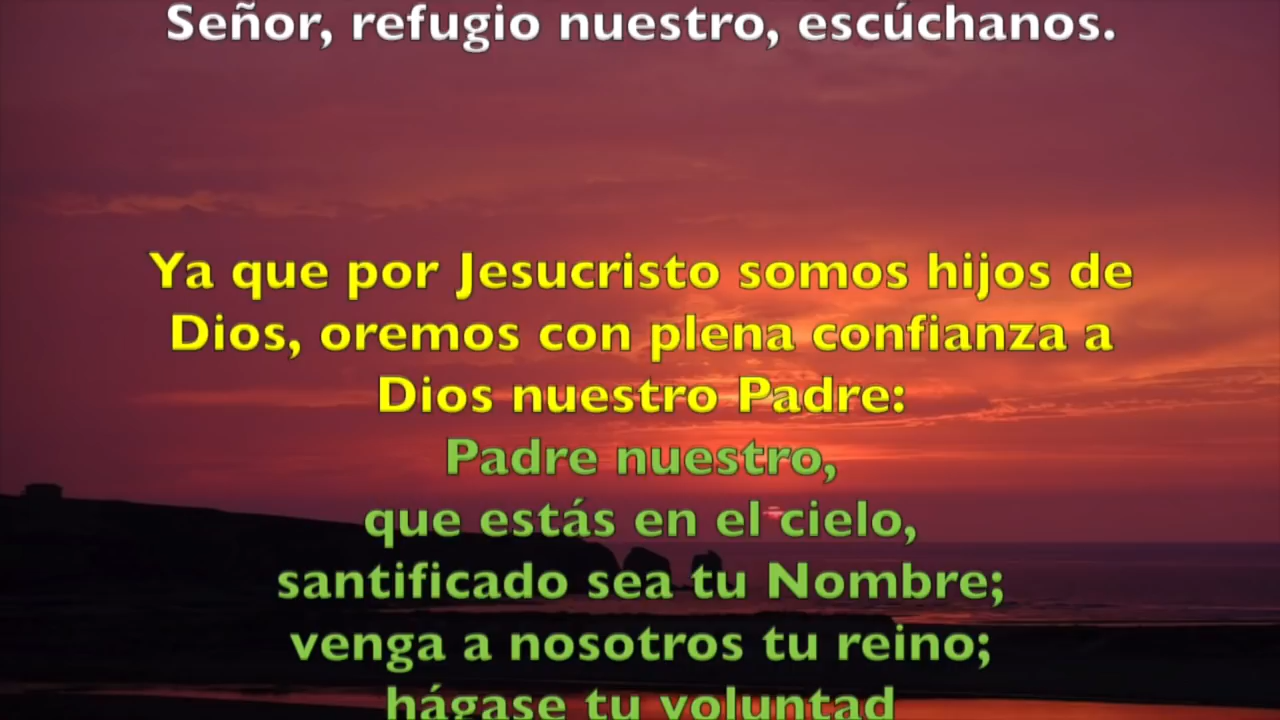 Señor, refugio nuestro, escúchanos.
Ya que por Jesucristo somos hijos de
Dios, oremos con plena confianza a
Dios nuestro Padre:
Padre nuestro,
que estás en el cielo,
santificado sea tu Nombre;
venga a nosotros tu reino;
hágase tu voluntad